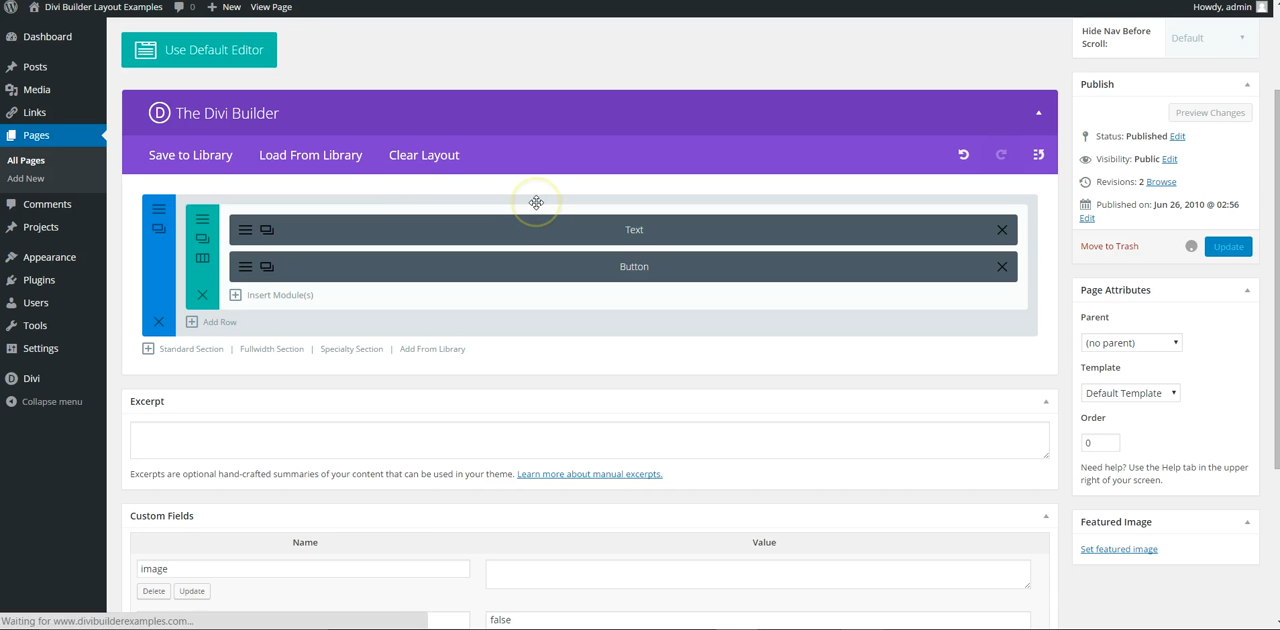 Divi Builder Layout Examples 0 New View Page Howdy, admin
Dashboard
Posts
Media
Links
Pages
All Pages
Add New
Comments
Projects
Appearance
Plugins
Users
Tools
Settings
Divi
Collapse menu
Use Default Editor
D The Divi Builder
Save to Library Load From Library Clear Layout
Text
Button
Insert Module(s)
Add Row
Standard Section | Fullwidth Section | Specialty Section | Add From Library
Excerpt
Excerpts are optional hand-crafted summaries of your content that can be used in your theme. Learn more about manual excerpts.
Custom Fields
Name Value
image
Delete Update
false
Waiting for www.divibuilderexamples.com...
Hide Nav Before
Scroll:
Default
Publish
Preview Changes
Status: Published Edit
Visibility: Public Edit
Revisions: 2 Browse
Published on: Jun 26, 2010 @ 02:56
Edit
Move to Trash Update
Page Attributes
Parent
(no parent)
Template
Default Template
Order
0
Need help? Use the Help tab in the upper
right of your screen.
Featured Image
Set featured image